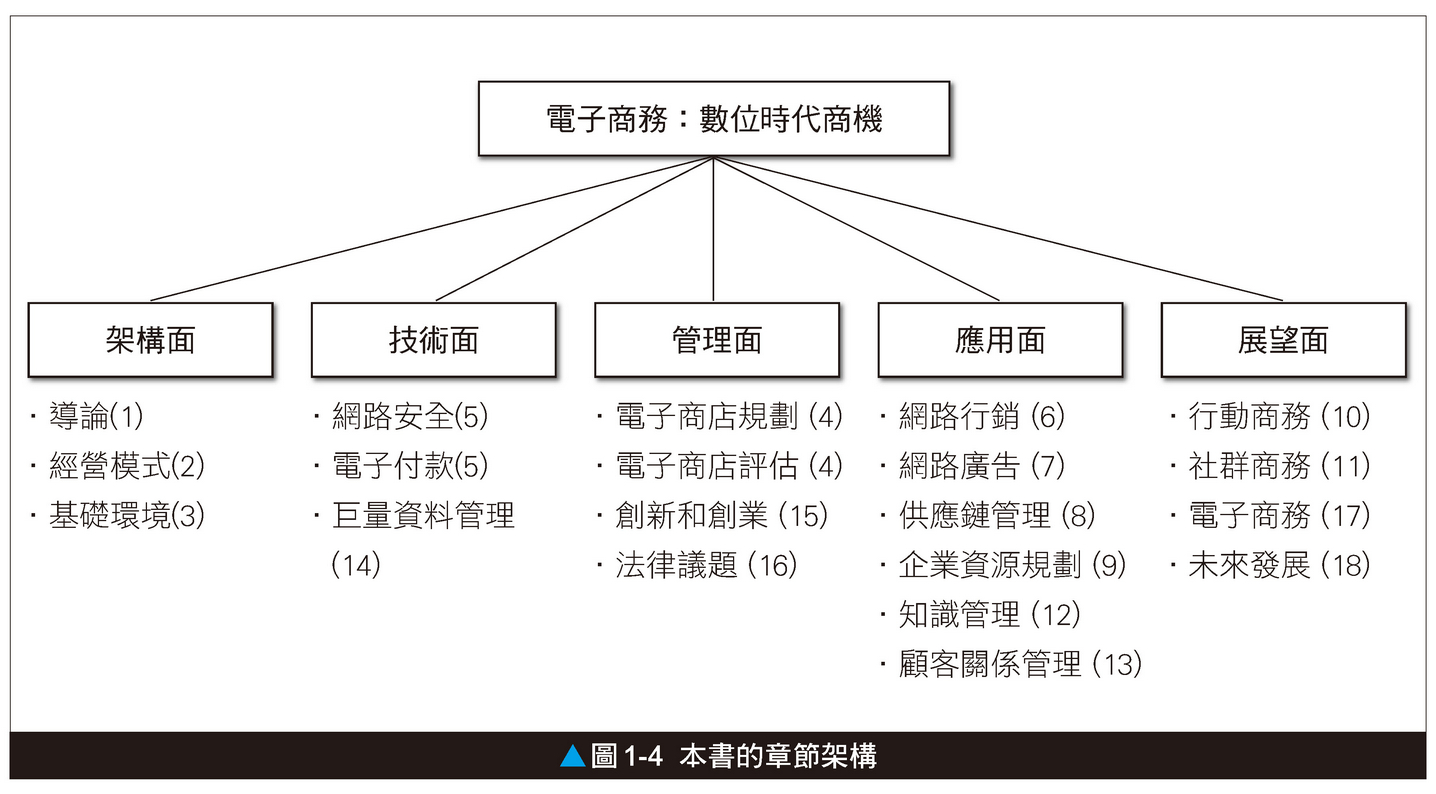 電子商務：數位時代商機
架構面
・導論(1)
・經營模式(2)
・基礎環境(3)
技術面
・網路安全(5)
・電子付款(5)
・巨量資料管理
(14)
管理面
・電子商店規劃 (4)
・電子商店評估 (4)
・創新和創業 (15)
・法律議題 (16)
應用面
・網路行銷 (6)
・網路廣告 (7)
・供應鏈管理 (8)
・企業資源規劃 (9)
・知識管理 (12)
・顧客關係管理 (13)
展望面
・行動商務 (10)
・社群商務 (11)
・電子商務 (17)
・未來發展 (18)
▲圖 1-4 本書的章節架構